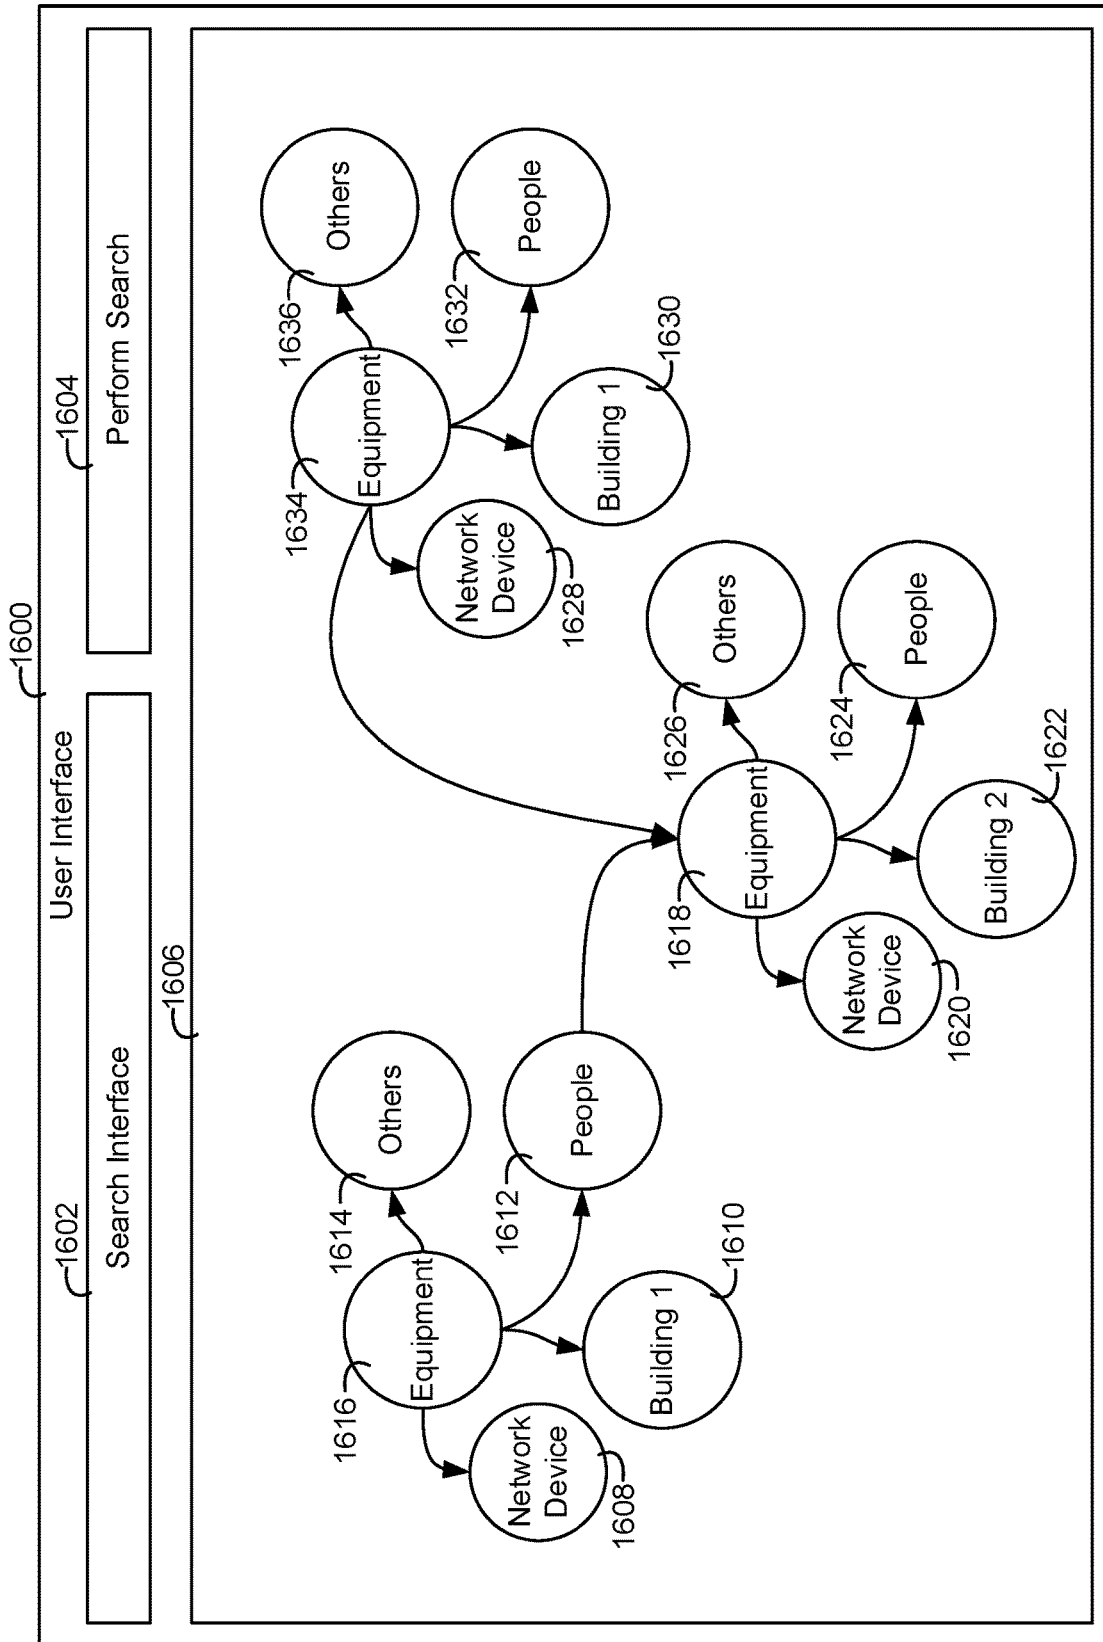 1600
User Interface
1602
Search Interface
1604
Perform Search
1606
1614
Others
1616
Equipment
1612
People
1608
Network
Device
1610
Building 1
1636
Others
1634
Equipment
1632
People
1628
Network
Device
1630
Building 1
1626
Others
1618
Equipment
1624
People
1620
Network
Device
1622
Building 2